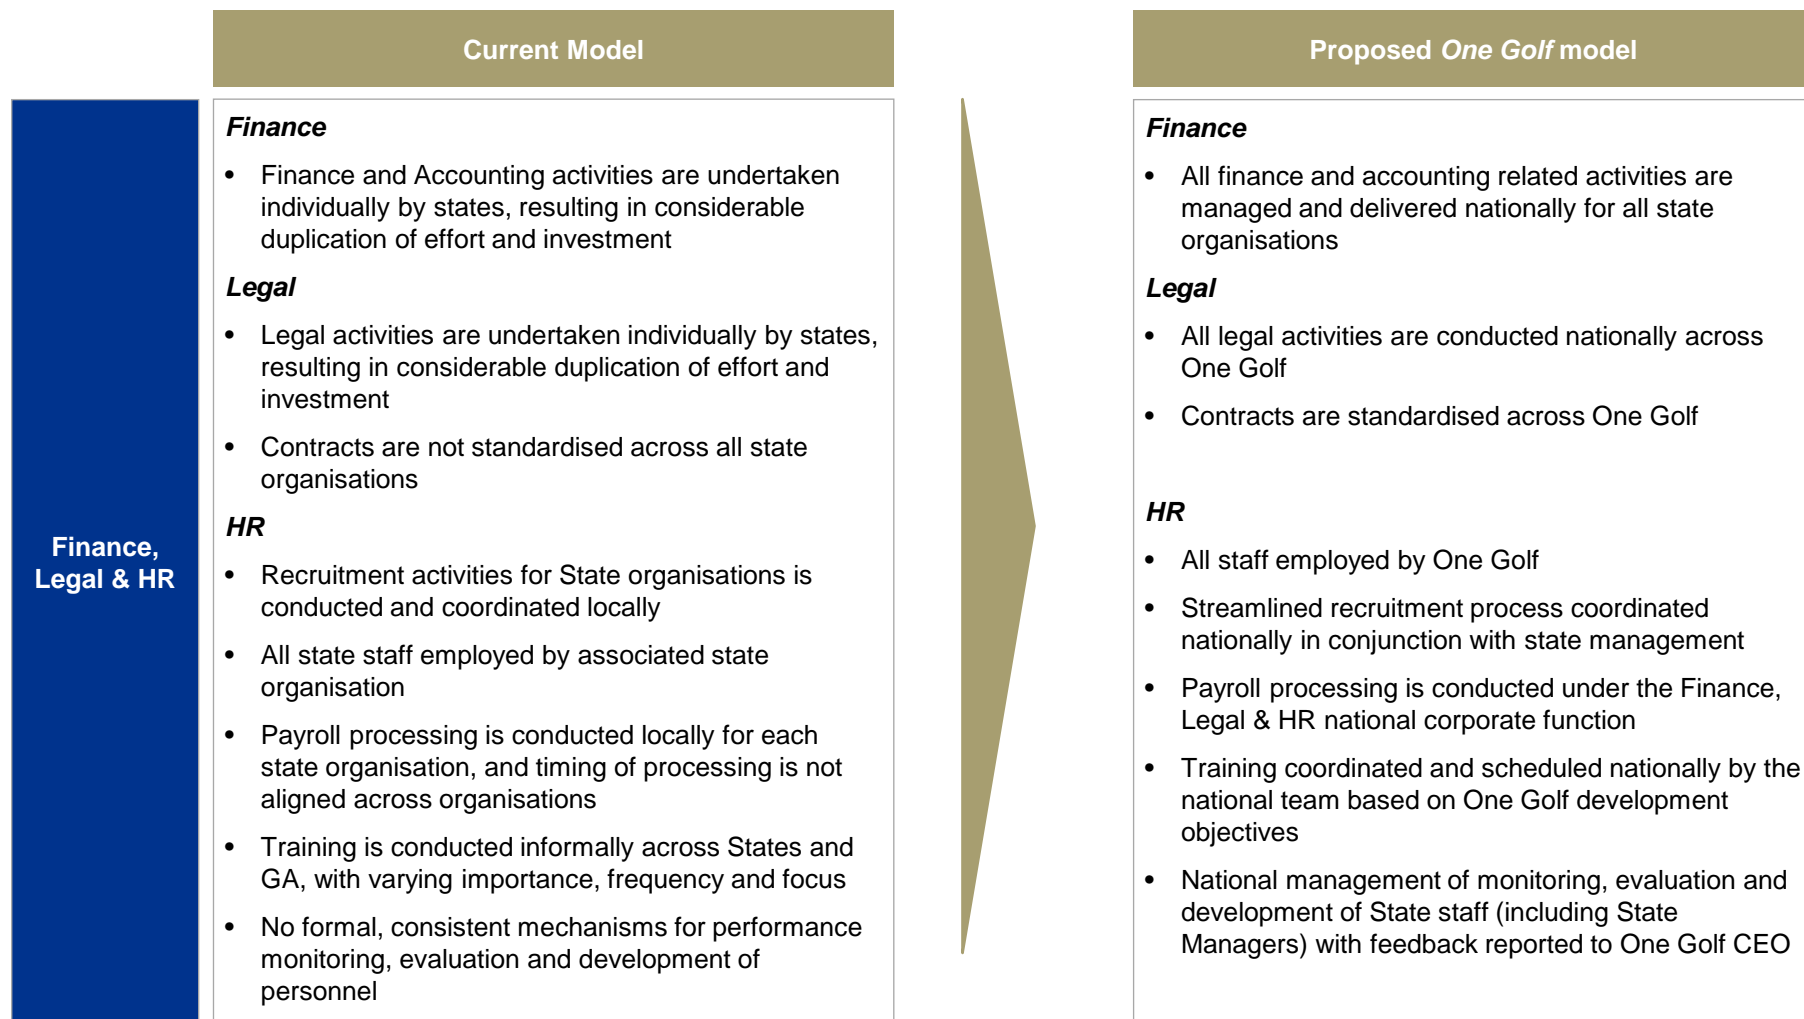 Current Model
Proposed One Golf model
Finance,
Legal & HR
Finance
• Finance and Accounting activities are undertaken
individually by states, resulting in considerable
duplication of effort and investment
Legal
• Legal activities are undertaken individually by states,
resulting in considerable duplication of effort and
investment
• Contracts are not standardised across all state
organisations
HR
• Recruitment activities for State organisations is
conducted and coordinated locally
• All state staff employed by associated state
organisation
• Payroll processing is conducted locally for each
state organisation, and timing of processing is not
aligned across organisations
• Training is conducted informally across States and
GA, with varying importance, frequency and focus
• No formal, consistent mechanisms for performance
monitoring, evaluation and development of
personnel
Finance
• All finance and accounting related activities are
managed and delivered nationally for all state
organisations
Legal
• All legal activities are conducted nationally across
One Golf
• Contracts are standardised across One Golf
HR
• All staff employed by One Golf
• Streamlined recruitment process coordinated
nationally in conjunction with state management
• Payroll processing is conducted under the Finance,
Legal & HR national corporate function
• Training coordinated and scheduled nationally by the
national team based on One Golf development
objectives
• National management of monitoring, evaluation and
development of State staff (including State
Managers) with feedback reported to One Golf CEO